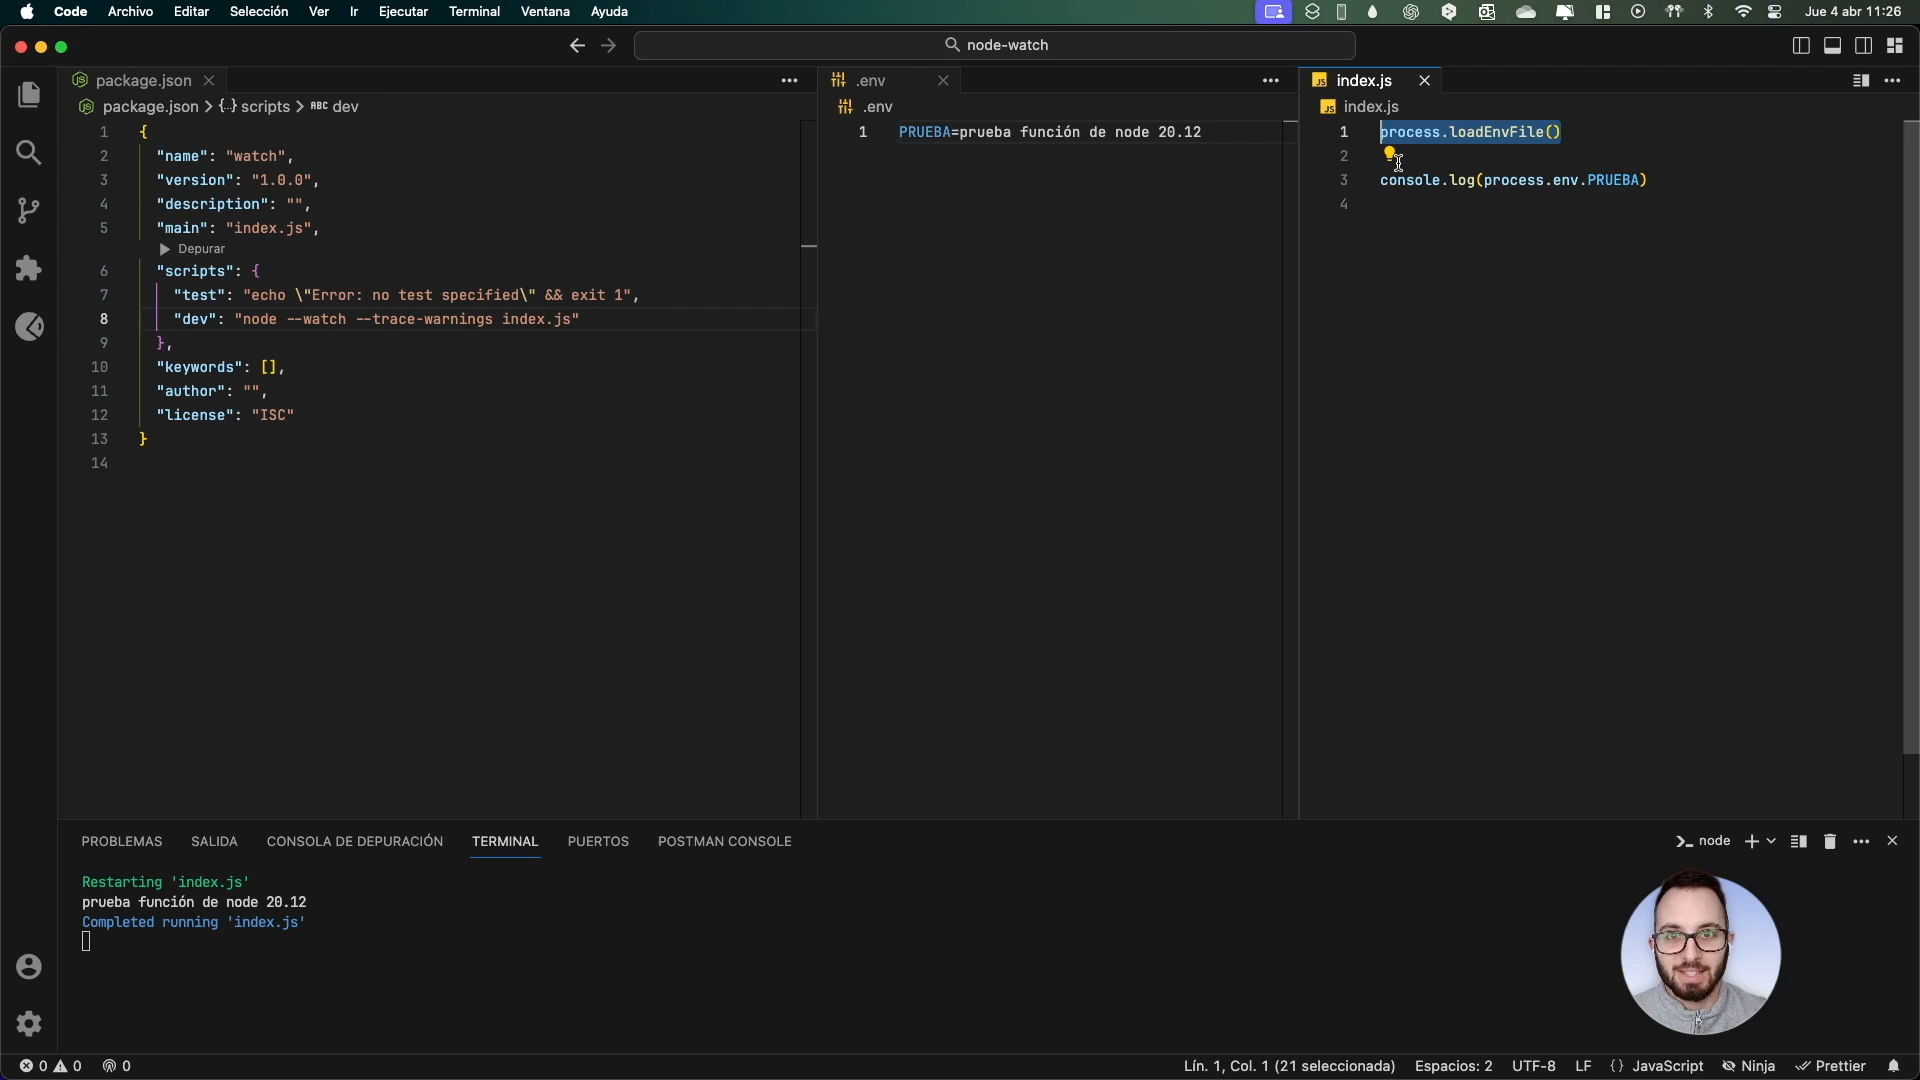 Code Archivo Editar Selección Ver Ir Ejecutar Terminal Ventana Ayuda Jue 4 abr 11:26
node-watch
package.json
package.json > {..} scripts > ABC dev
1 {
2 "name": "watch",
3 "version": "1.0.0",
4 "description": "",
5 "main": "index.js",
Depurar
6 "scripts": {
7 "test": "echo \"Error: no test specified\" && exit 1",
8 "dev": "node --watch --trace-warnings index.js"
9 },
10 "keywords": [],
11 "author": "",
12 "license": "ISC"
13 }
14
.env
.env
1 PRUEBA=prueba función de node 20.12
JS index.js
JS index.js
1 process.loadEnvFile()
2
3 console.log(process.env.PRUEBA)
4
PROBLEMAS SALIDA CONSOLA DE DEPURACIÓN TERMINAL PUERTOS POSTMAN CONSOLE node
Restarting 'index.js'
prueba función de node 20.12
Completed running 'index.js'
0 0 0 Lín. 1, Col. 1 (21 seleccionada) Espacios: 2 UTF-8 LF {} JavaScript Ninja Prettier